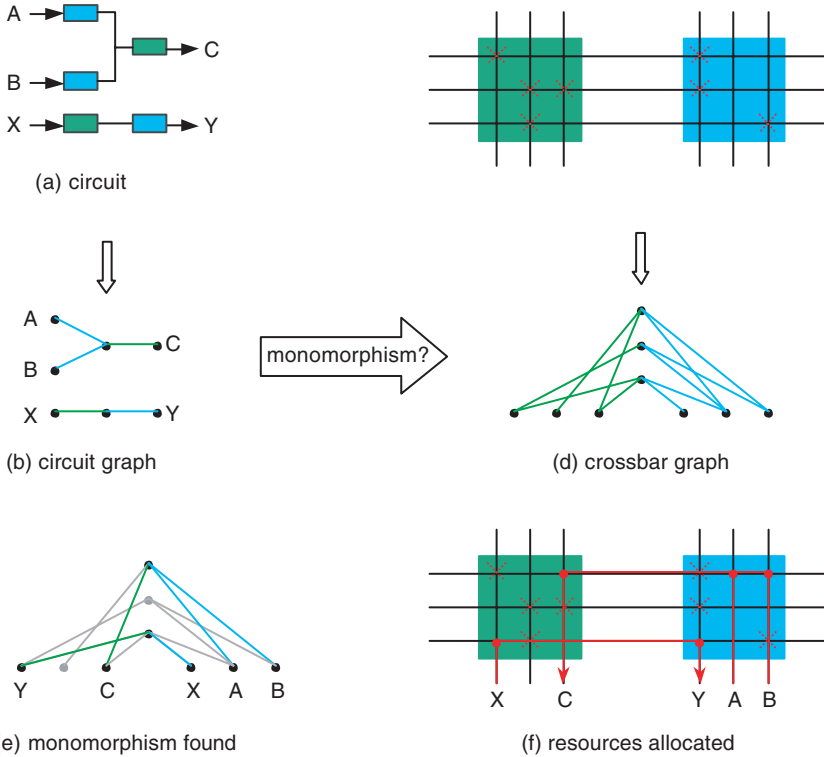 A
B
C
X
Y
(a) circuit
A
B
C
X
Y
(b) circuit graph
monomorphism?
(d) crossbar graph
Y
C
X
A
B
e) monomorphism found
X
C
Y
A
B
(f) resources allocated